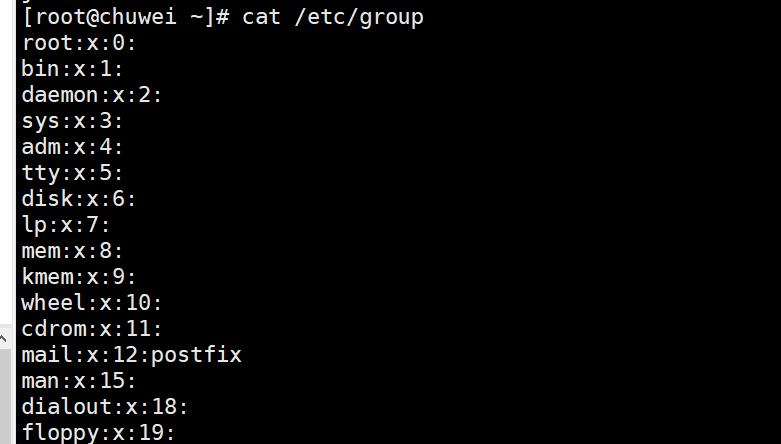 [root@chuwei ~]# cat /etc/group
root:x:0:
bin:x:1:
daemon:x:2:
sys:x:3:
adm:x:4:
tty:x:5:
disk:x:6:
lp:x:7:
mem:x:8:
kmem:x:9:
wheel:x:10:
cdrom:x:11:
mail:x:12:postfix
man:x:15:
dialout:x:18:
floppy:x:19: